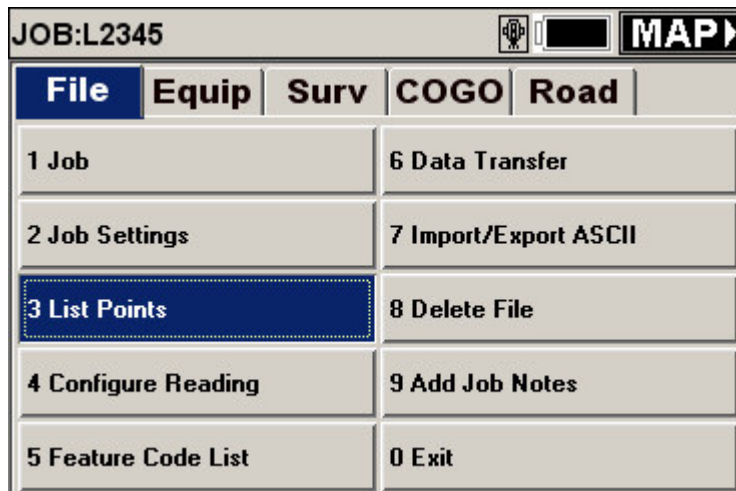 JOB:L2345 MAP
File Equip Surv COGO Road
1 Job 6 Data Transfer
2 Job Settings 7 Import/Export ASCII
3 List Points 8 Delete File
4 Configure Reading 9 Add Job Notes
5 Feature Code List 0 Exit